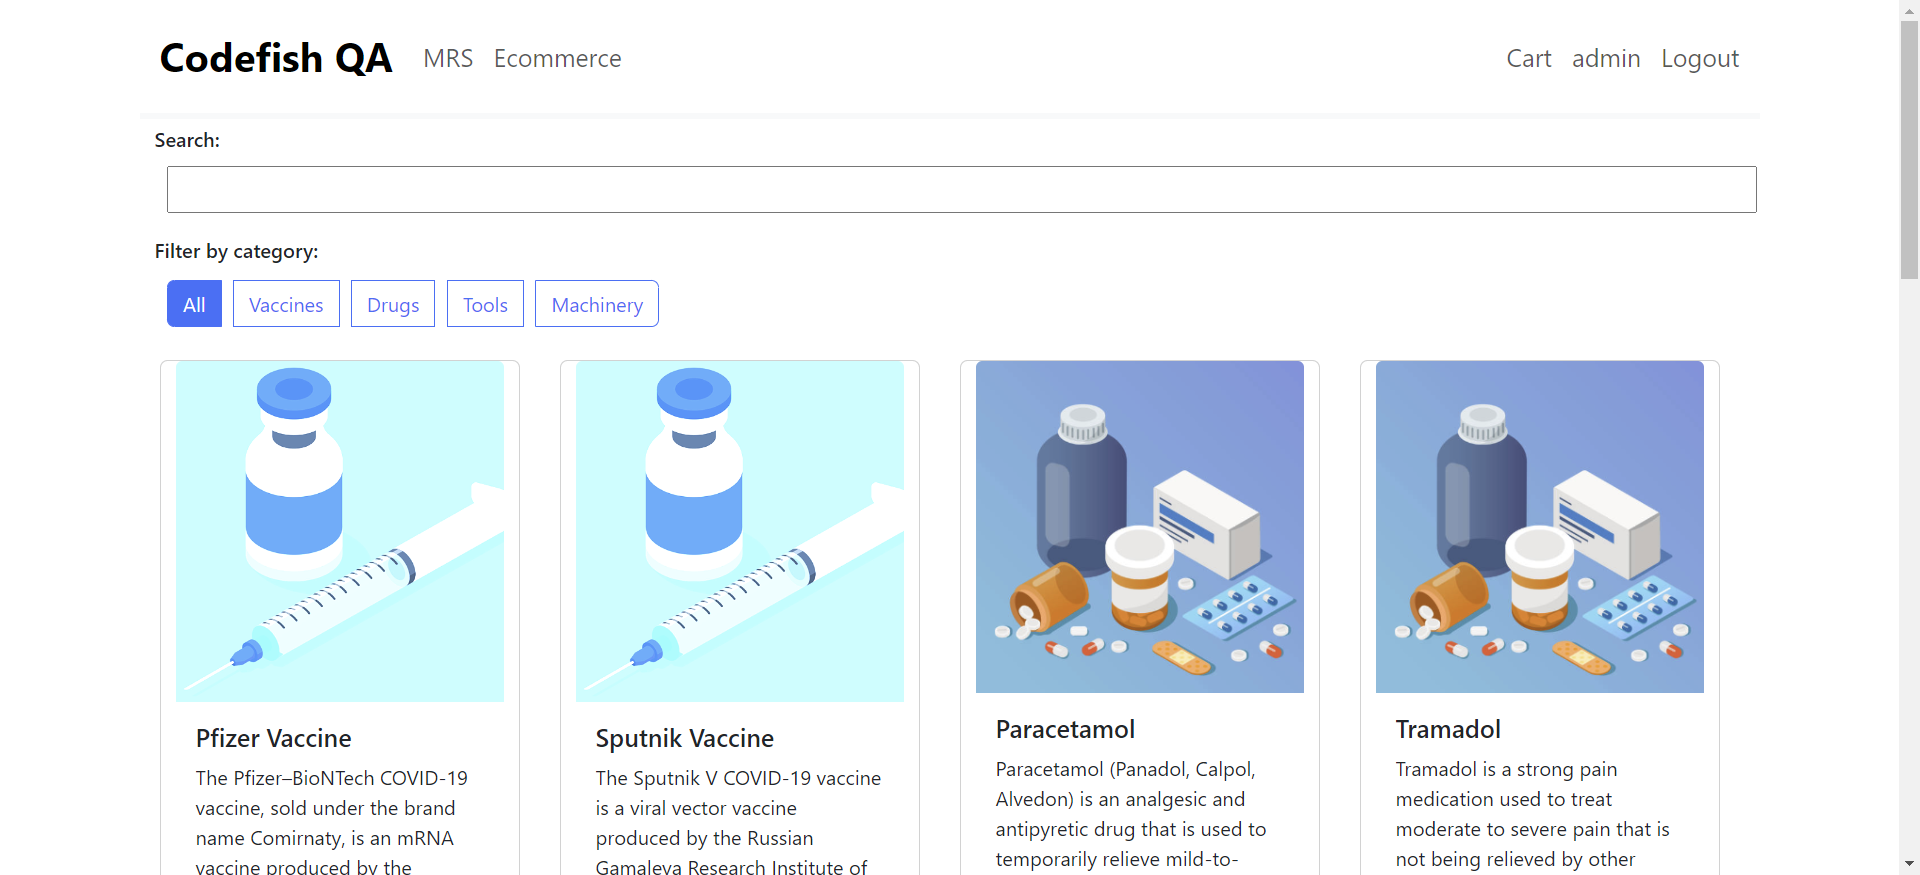 Codefish QA MRS Ecommerce Cart admin Logout
Search:
Filter by category:
All Vaccines Drugs Tools Machinery
Pfizer Vaccine
The Pfizer–BioNTech COVID-19
vaccine, sold under the brand
name Comirnaty, is an mRNA
vaccine produced by the
Sputnik Vaccine
The Sputnik V COVID-19 vaccine
is a viral vector vaccine
produced by the Russian
Gamaleya Research Institute of
Paracetamol
Paracetamol (Panadol, Calpol,
Alvedon) is an analgesic and
antipyretic drug that is used to
temporarily relieve mild-to-
Tramadol
Tramadol is a strong pain
medication used to treat
moderate to severe pain that is
not being relieved by other